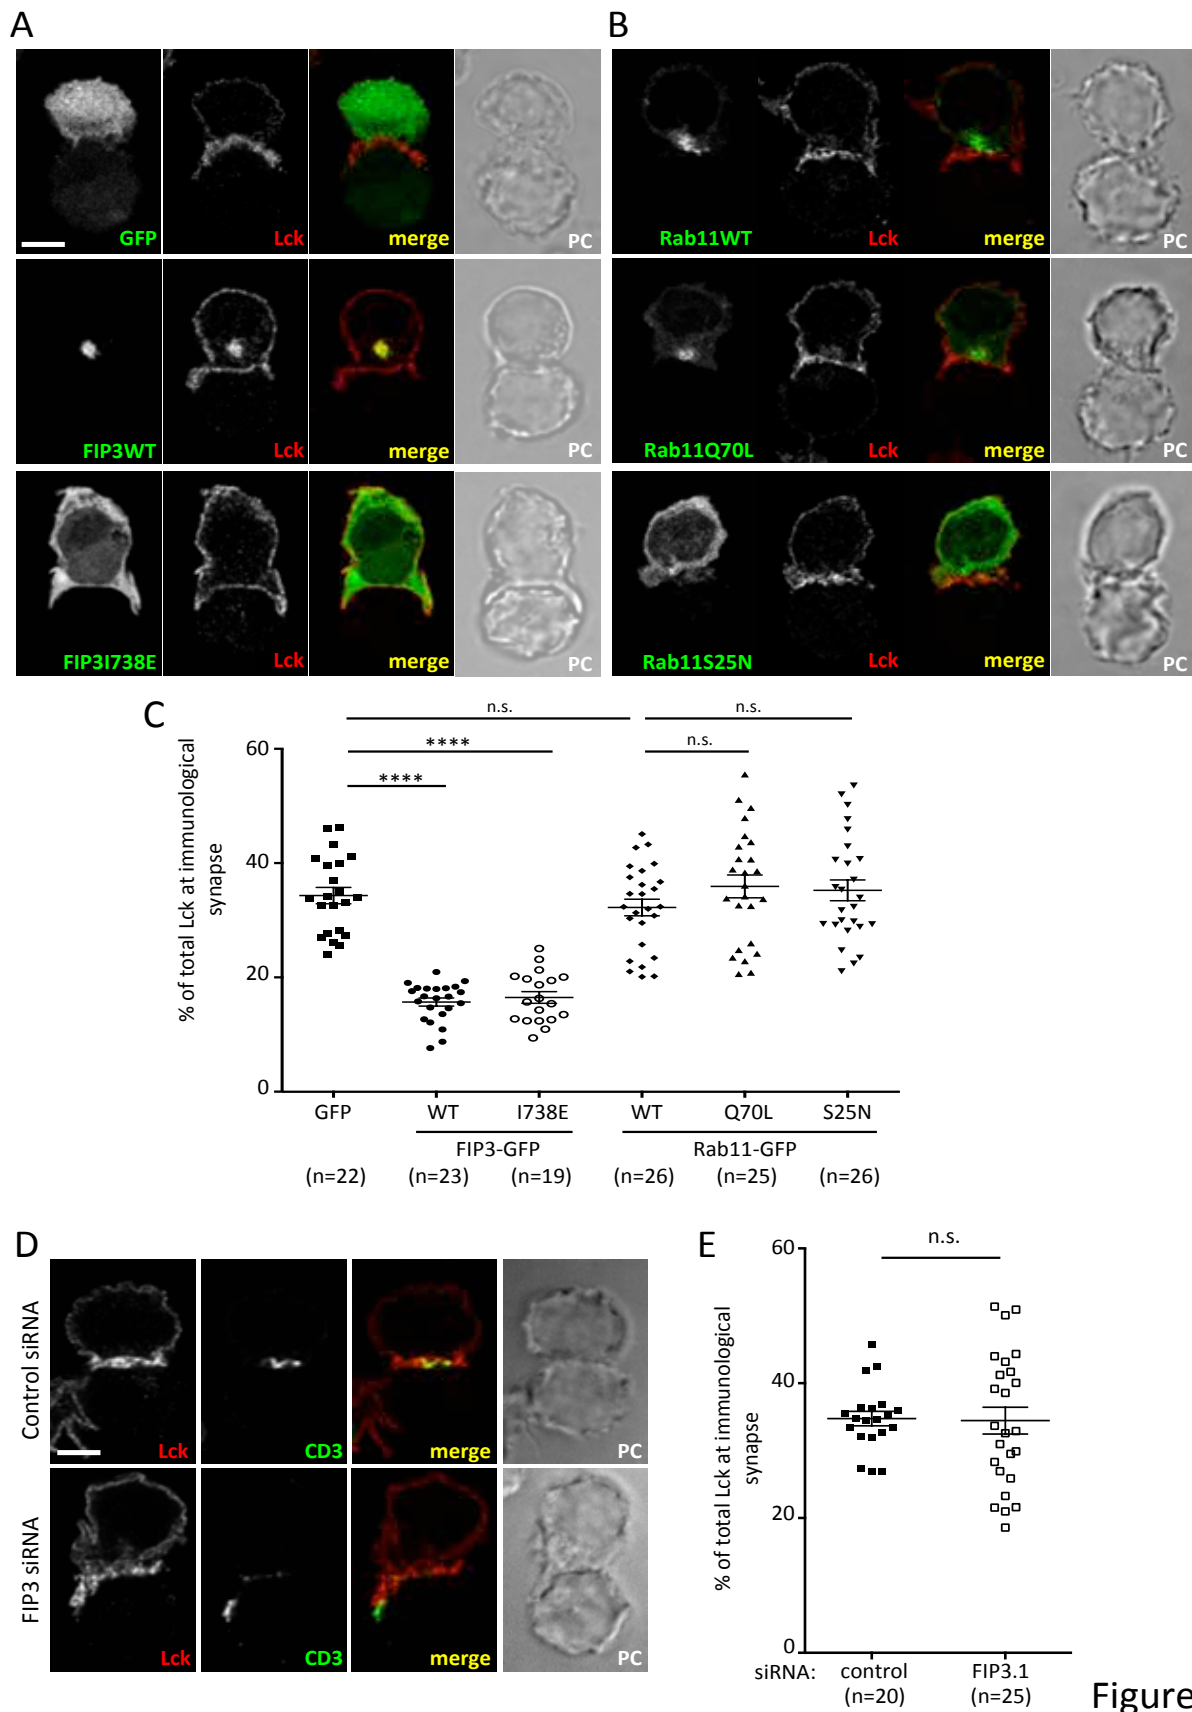 A
B
GFP
Lck
merge
PC
Rab11WT
Lck
merge
PC
FIP3WT
Lck
merge
PC
Rab11Q70L
Lck
merge
PC
FIP3I738E
Lck
merge
PC
Rab11S25N
Lck
merge
PC
C
n.s.
n.s.
****
n.s.
****
% of total Lck at immunological
synapse
60
40
20
0
GFP
WT
I738E
WT
Q70L
S25N
FIP3-GFP
Rab11-GFP
(n=22)
(n=23)
(n=19)
(n=26)
(n=25)
(n=26)
D
Control siRNA
Lck
CD3
merge
PC
FIP3 siRNA
Lck
CD3
merge
PC
E
n.s.
% of total Lck at immunological
synapse
60
40
20
0
siRNA:
control
FIP3.1
(n=20)
(n=25)
Figure